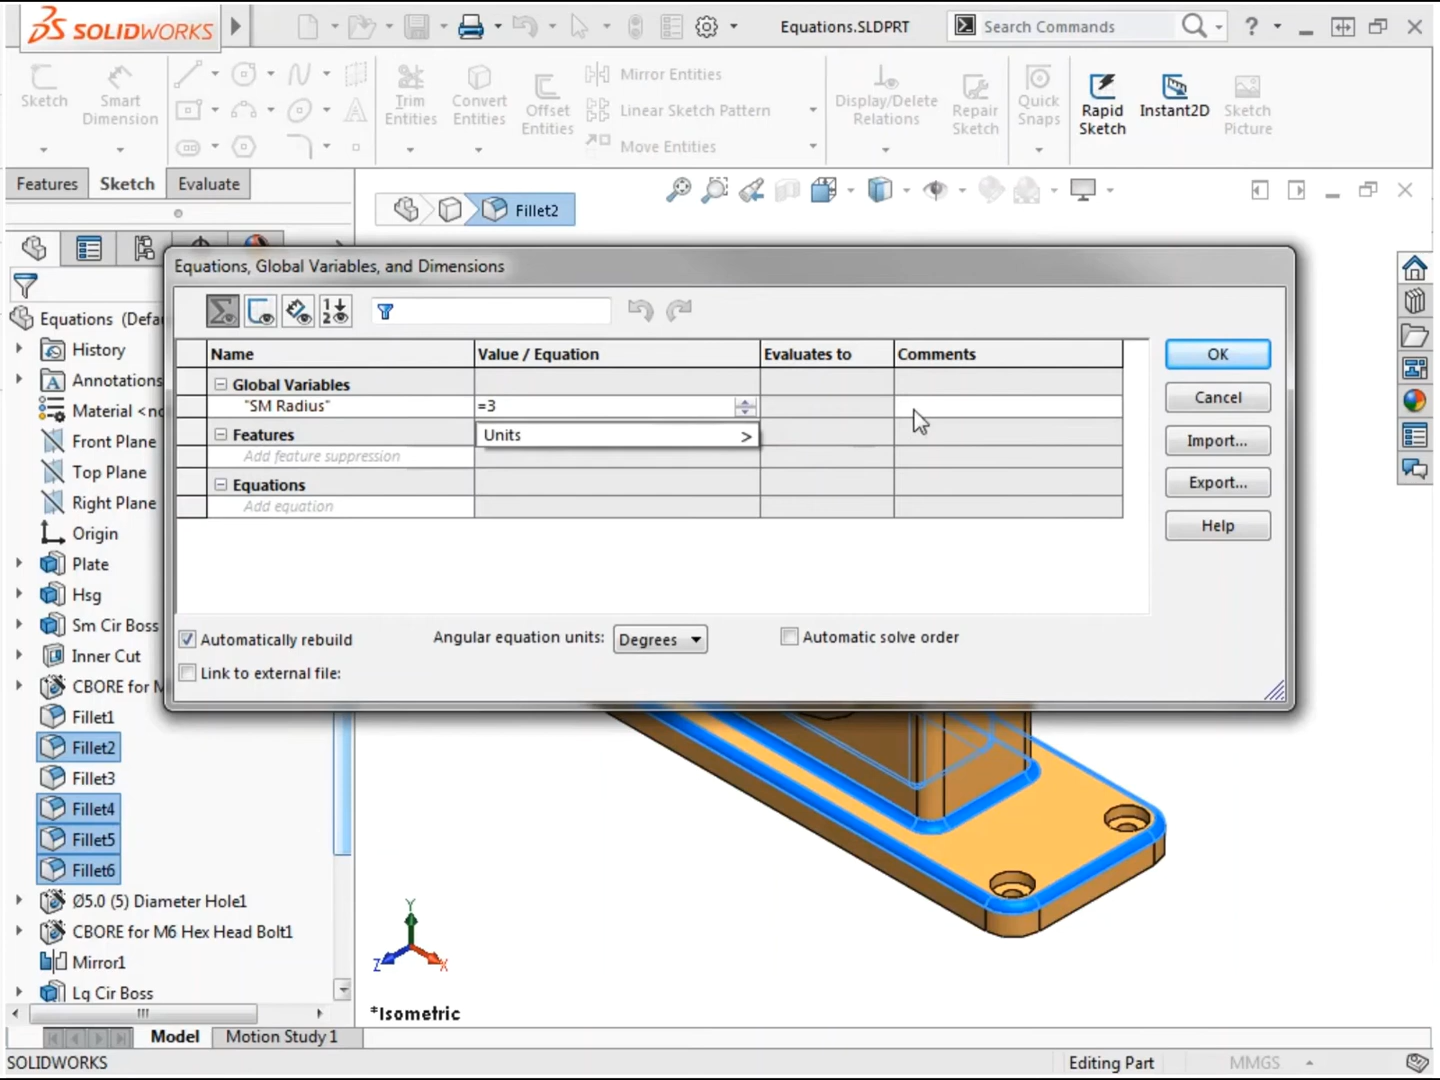 SOLIDWORKS
Equations.SLDPRT
Search Commands
?
Sketch
Smart
Dimension
Trim
Entities
Convert
Entities
Offset
Entities
Mirror Entities
Linear Sketch Pattern
Move Entities
Display/Delete
Relations
Repair
Sketch
Quick
Snaps
Rapid
Sketch
Instant2D
Sketch
Picture
Features
Sketch
Evaluate
Fillet2
Equations, Global Variables, and Dimensions
Name
Value / Equation
Evaluates to
Comments
Global Variables
"SM Radius"
=3
Features
Units
>
Add feature suppression
Equations
Add equation
OK
Cancel
Import...
Export...
Help
Automatically rebuild
Angular equation units:
Degrees
Automatic solve order
Link to external file:
Equations (Defa
History
Annotations
Material <no
Front Plane
Top Plane
Right Plane
Origin
Plate
Hsg
Sm Cir Boss
Inner Cut
CBORE for M
Fillet1
Fillet2
Fillet3
Fillet4
Fillet5
Fillet6
Ø5.0 (5) Diameter Hole1
CBORE for M6 Hex Head Bolt1
Mirror1
Lg Cir Boss
Y
Z
X
*Isometric
Model
Motion Study 1
SOLIDWORKS
Editing Part
MMGS